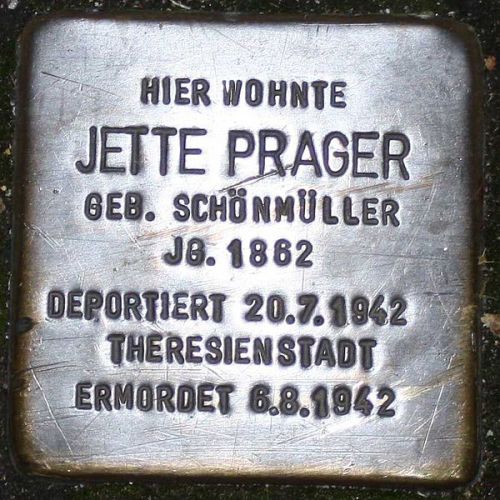 HIER WOHNTE
JETTE PRAGER
GEB. SCHÖNMÜLLER
JG. 1862
DEPORTIERT 20.7.1942
THERESIENSTADT
ERMORDET 6.8.1942